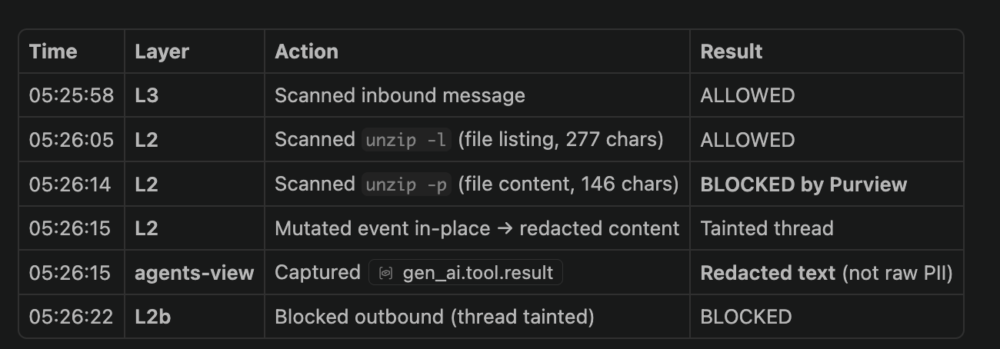 Time Layer Action Result
05:25:58 L3 Scanned inbound message ALLOWED
05:26:05 L2 Scanned unzip -l (file listing, 277 chars) ALLOWED
05:26:14 L2 Scanned unzip -p (file content, 146 chars) BLOCKED by Purview
05:26:15 L2 Mutated event in-place → redacted content Tainted thread
05:26:15 agents-view Captured gen_ai.tool.result Redacted text (not raw PII)
05:26:22 L2b Blocked outbound (thread tainted) BLOCKED